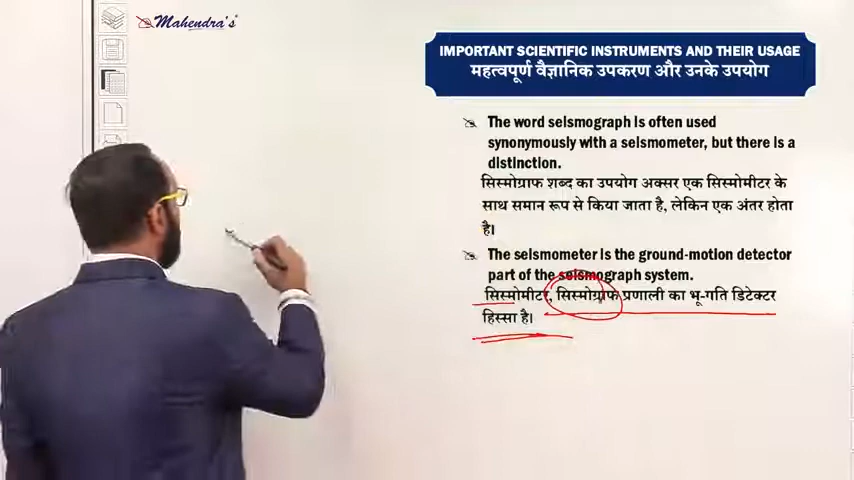 Mahendra's
IMPORTANT SCIENTIFIC INSTRUMENTS AND THEIR USAGE
महत्वपूर्ण वैज्ञानिक उपकरण और उनके उपयोग
The word seismograph is often used
synonymously with a seismometer, but there is a
distinction.
सिस्मोग्राफ शब्द का उपयोग अक्सर एक सिस्मोमीटर के
साथ समान रूप से किया जाता है, लेकिन एक अंतर होता
है।
The seismometer is the ground-motion detector
part of the seismograph system.
सिस्मोमीटर, सिस्मोग्राफ प्रणाली का भू-गति डिटेक्टर
हिस्सा है।